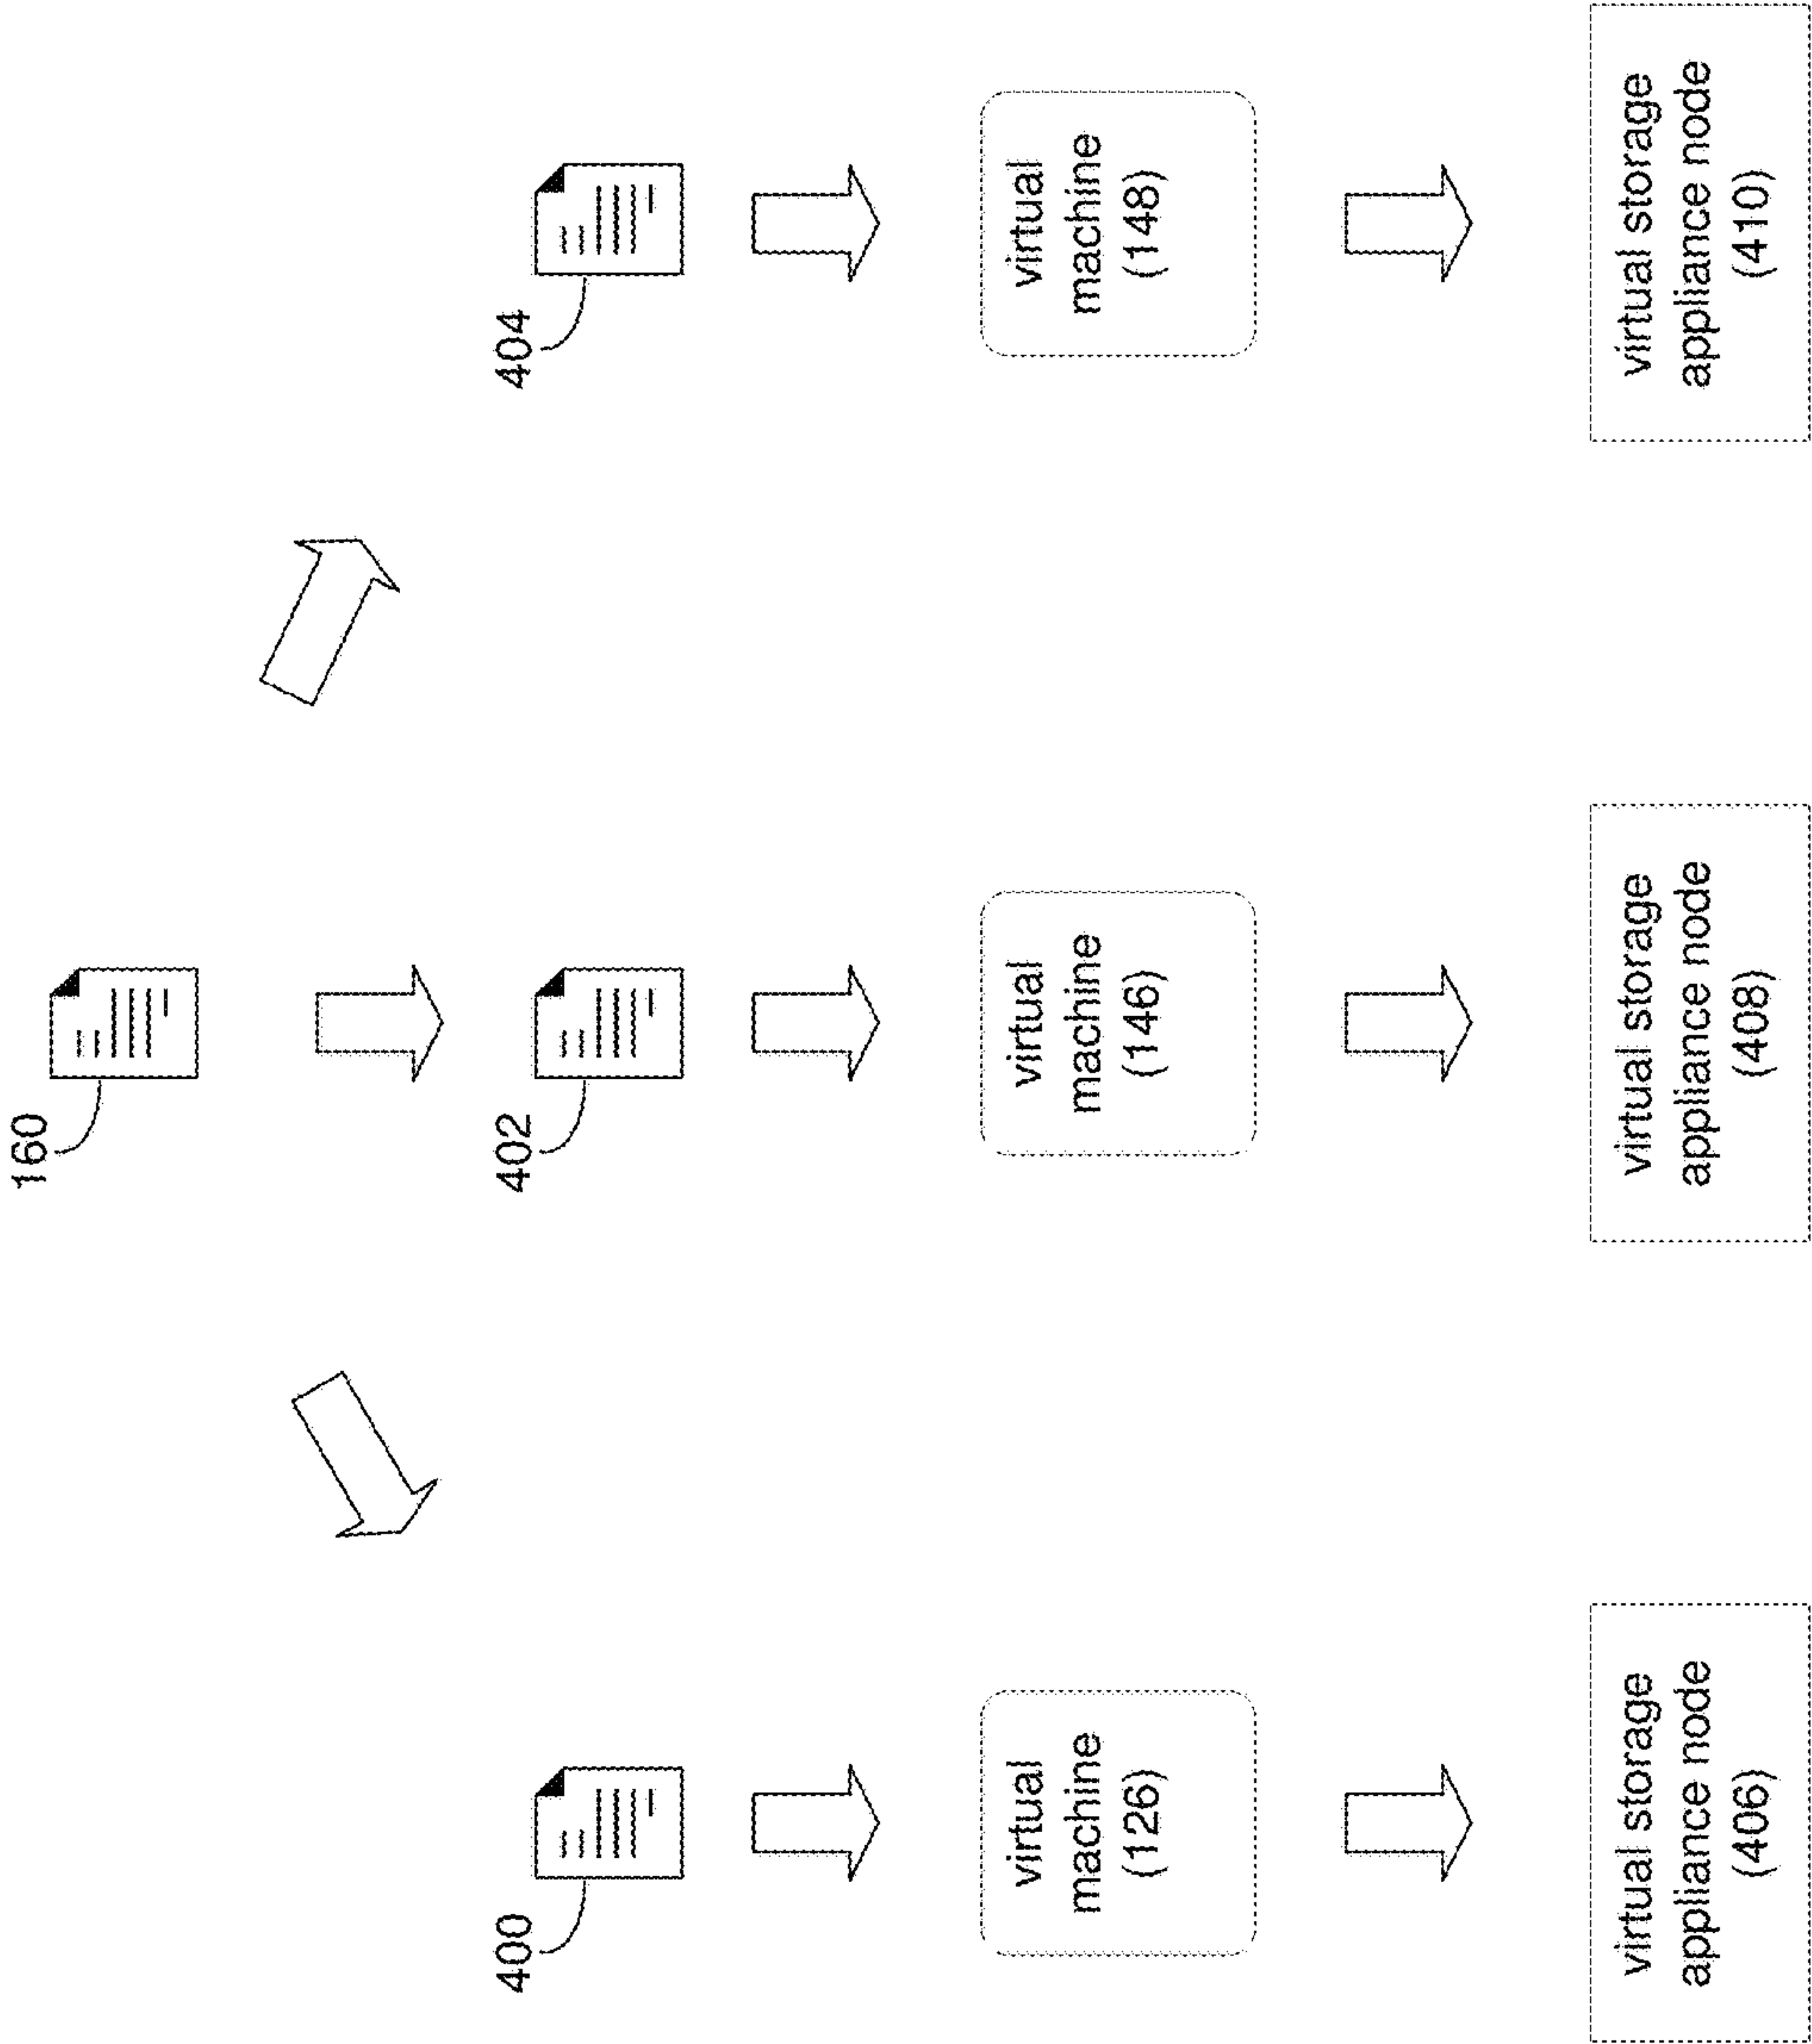 160
400
402
404
virtual
machine
(126)
virtual
machine
(146)
virtual
machine
(148)
virtual storage
appliance node
(406)
virtual storage
appliance node
(408)
virtual storage
appliance node
(410)